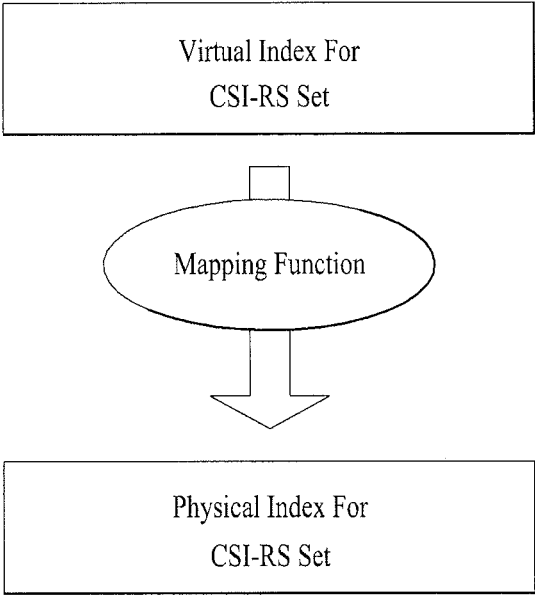 Virtual Index For
CSI-RS Set
Mapping Function
Physical Index For
CSI-RS Set